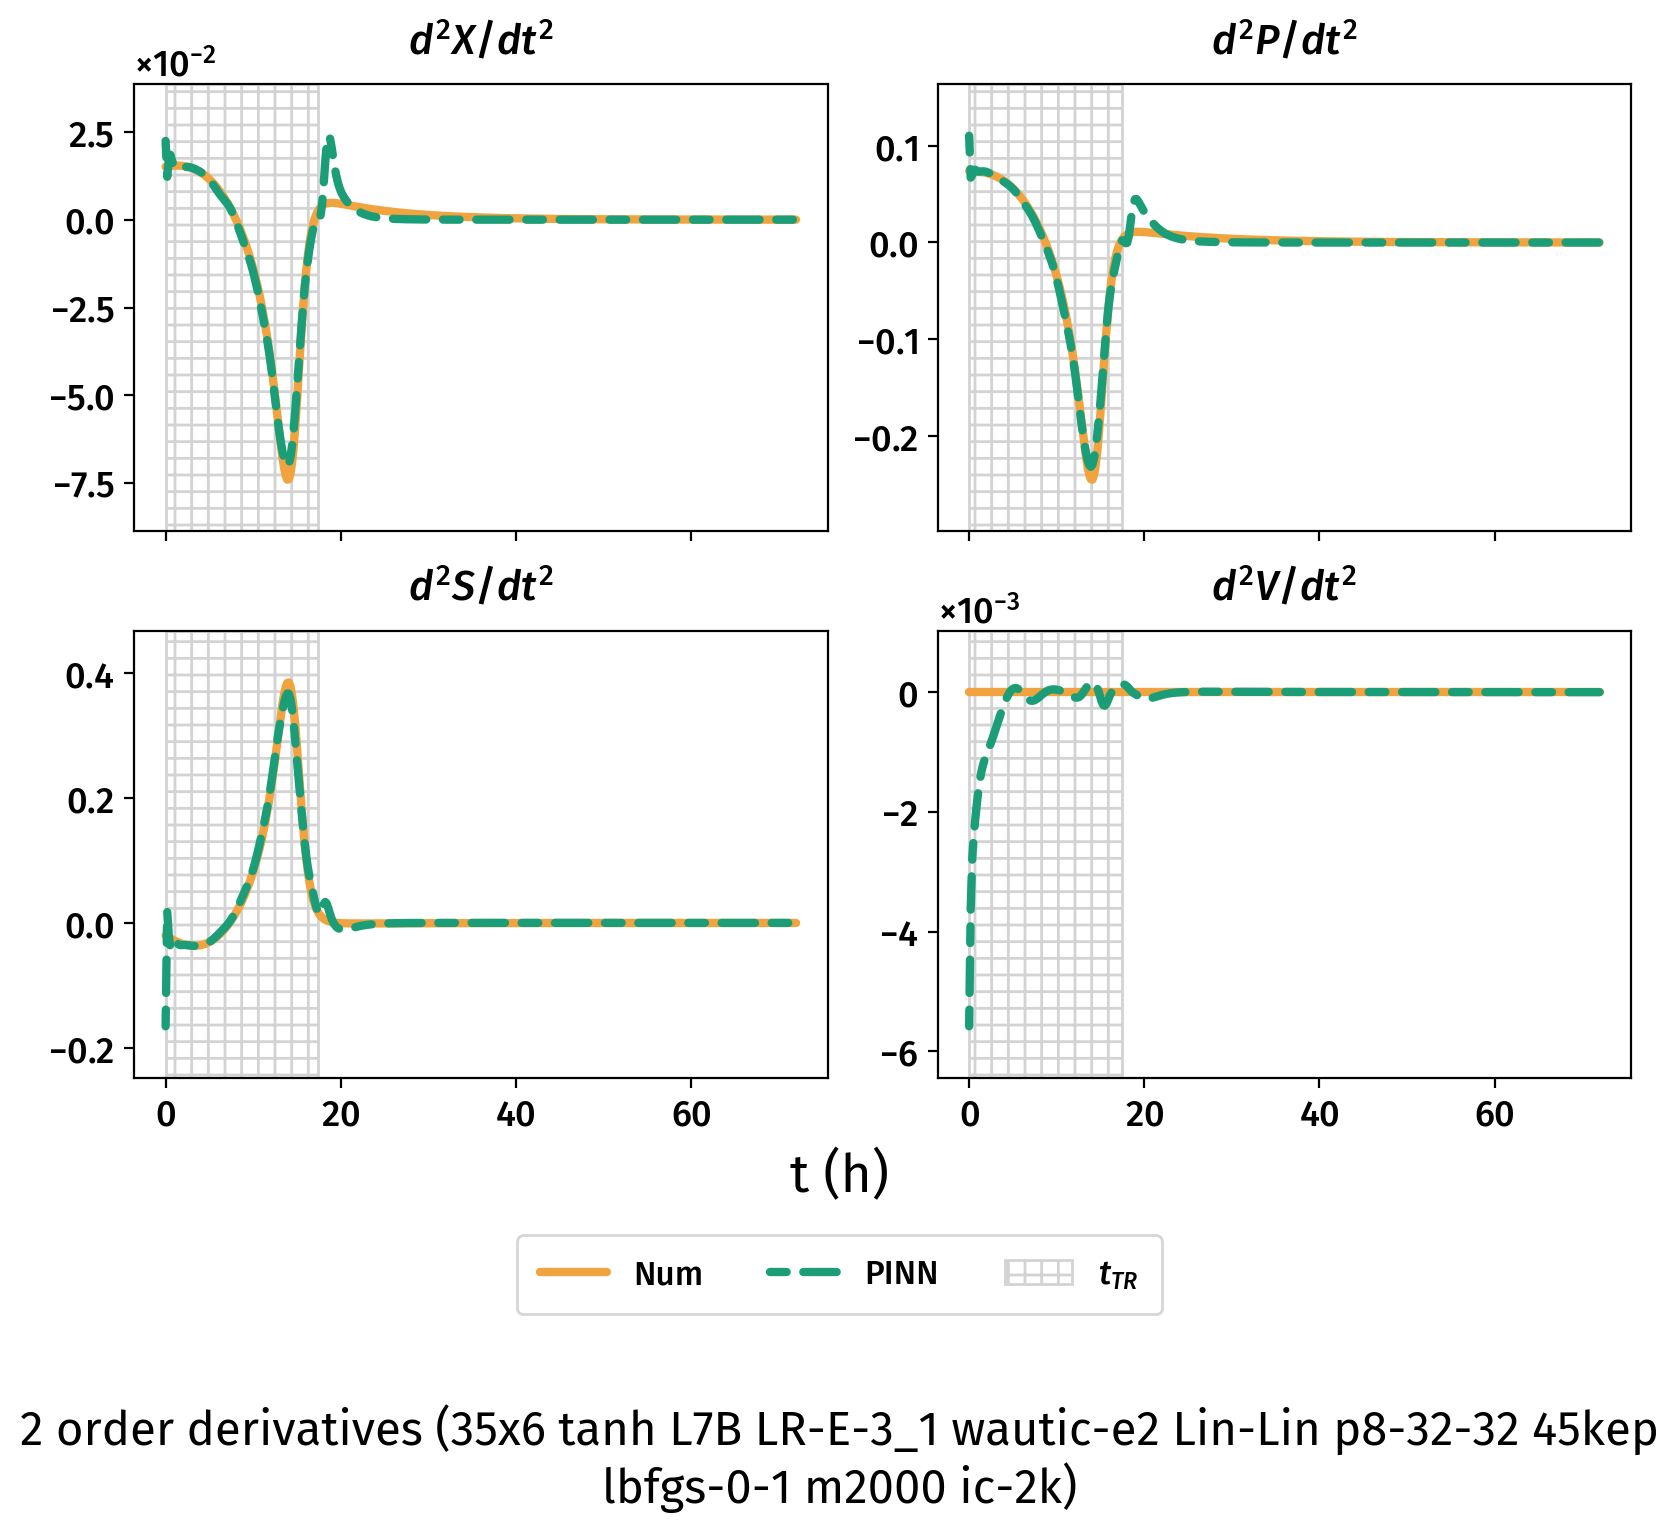 d²X/dt²
d²P/dt²
×10⁻²
2.5
0.0
−2.5
−5.0
−7.5
0.1
0.0
−0.1
−0.2
d²S/dt²
d²V/dt²
×10⁻³
0.4
0.2
0.0
−0.2
0
−2
−4
−6
0 20 40 60
0 20 40 60
t (h)
Num PINN t_TR
2 order derivatives (35x6 tanh L7B LR-E-3_1 wautic-e2 Lin-Lin p8-32-32 45kep
lbfgs-0-1 m2000 ic-2k)